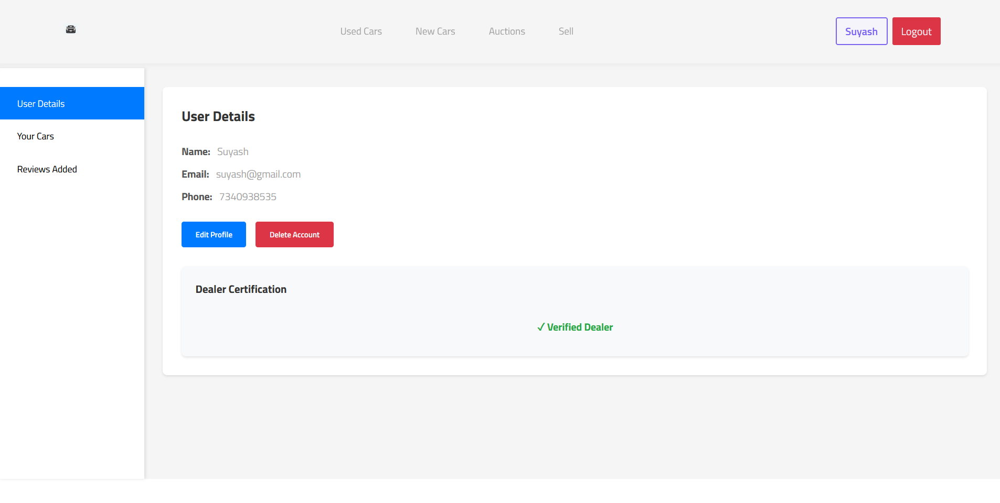 Used Cars New Cars Auctions Sell Suyash Logout
User Details
Your Cars
Reviews Added
User Details
Name: Suyash
Email: suyash@gmail.com
Phone: 7340938535
Edit Profile Delete Account
Dealer Certification
✓ Verified Dealer